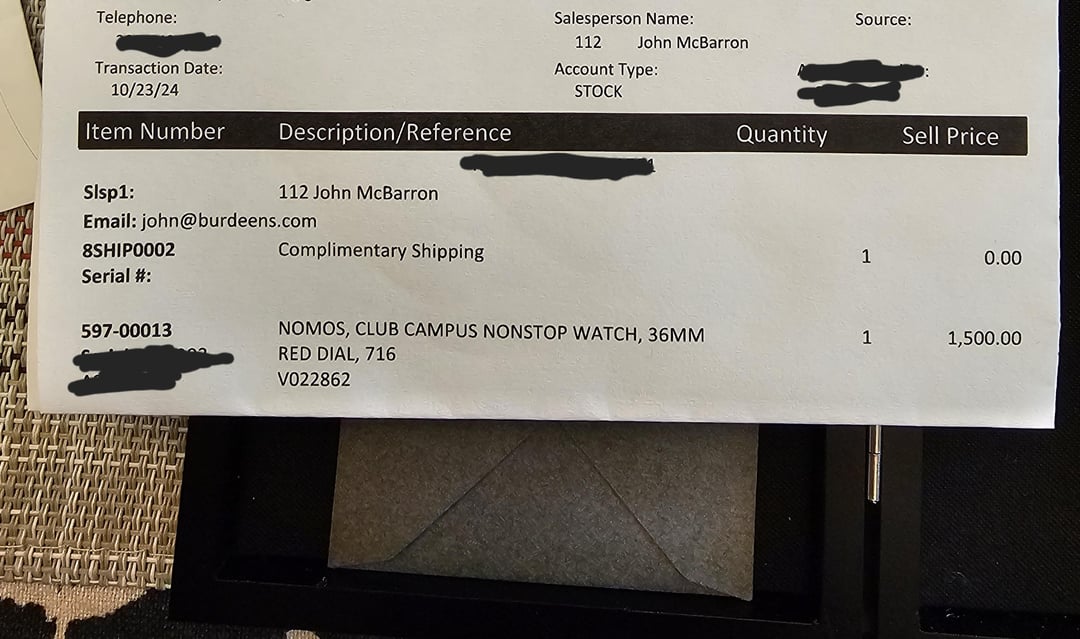 Telephone:
Salesperson Name:
Source:
112 John McBarron
Transaction Date:
Account Type:
10/23/24
STOCK
Item Number Description/Reference Quantity Sell Price
Slsp1: 112 John McBarron
Email: john@burdeens.com
8SHIP0002 Complimentary Shipping 1 0.00
Serial #:
597-00013 NOMOS, CLUB CAMPUS NONSTOP WATCH, 36MM 1 1,500.00
RED DIAL, 716
V022862